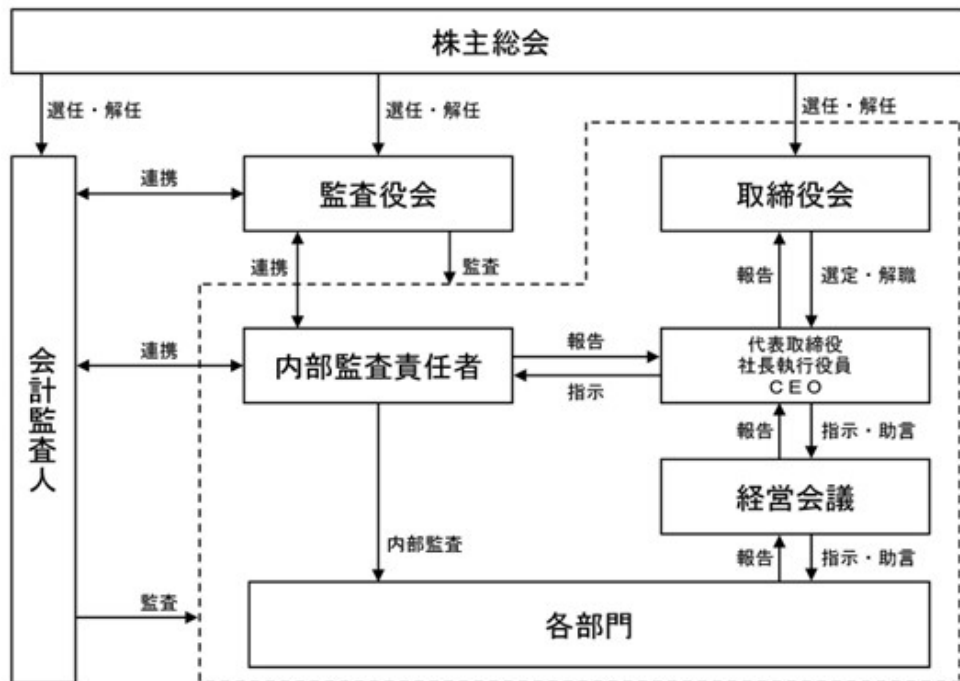 株主総会
選任・解任
選任・解任
選任・解任
連携
監査役会
取締役会
連携
監査
報告
選定・解職
連携
内部監査責任者
報告
指示
代表取締役
社長執行役員
CEO
会計監査人
報告
指示・助言
経営会議
内部監査
報告
指示・助言
監査
各部門